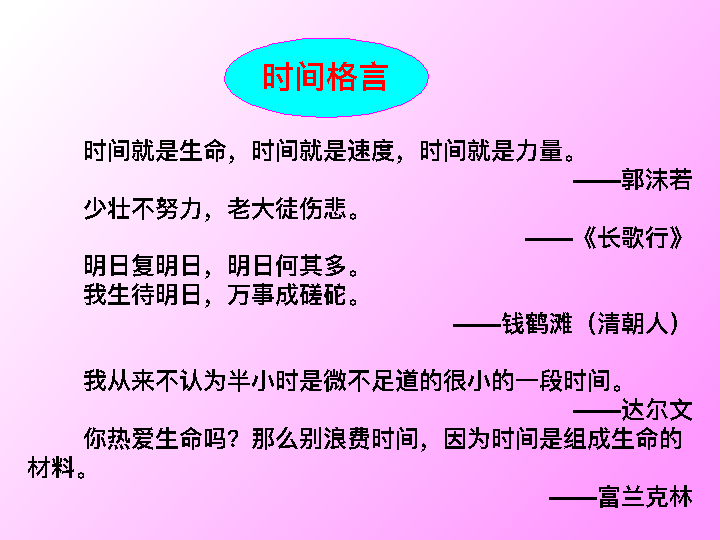 时间格言
时间就是生命，时间就是速度，时间就是力量。
——郭沫若
少壮不努力，老大徒伤悲。
——《长歌行》
明日复明日，明日何其多。
我生待明日，万事成磋砣。
——钱鹤滩（清朝人）
我从来不认为半小时是微不足道的很小的一段时间。
——达尔文
你热爱生命吗？那么别浪费时间，因为时间是组成生命的
材料。
——富兰克林